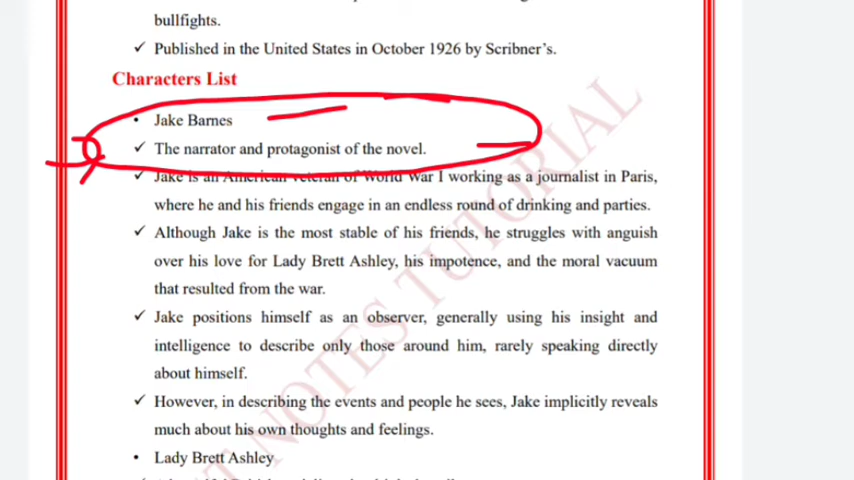 bullfights.
✓ Published in the United States in October 1926 by Scribner's.
Characters List
• Jake Barnes
✓ The narrator and protagonist of the novel.
✓ Jake is an American veteran of World War I working as a journalist in Paris,
where he and his friends engage in an endless round of drinking and parties.
✓ Although Jake is the most stable of his friends, he struggles with anguish
over his love for Lady Brett Ashley, his impotence, and the moral vacuum
that resulted from the war.
✓ Jake positions himself as an observer, generally using his insight and
intelligence to describe only those around him, rarely speaking directly
about himself.
✓ However, in describing the events and people he sees, Jake implicitly reveals
much about his own thoughts and feelings.
• Lady Brett Ashley
NOTES TUTORIAL